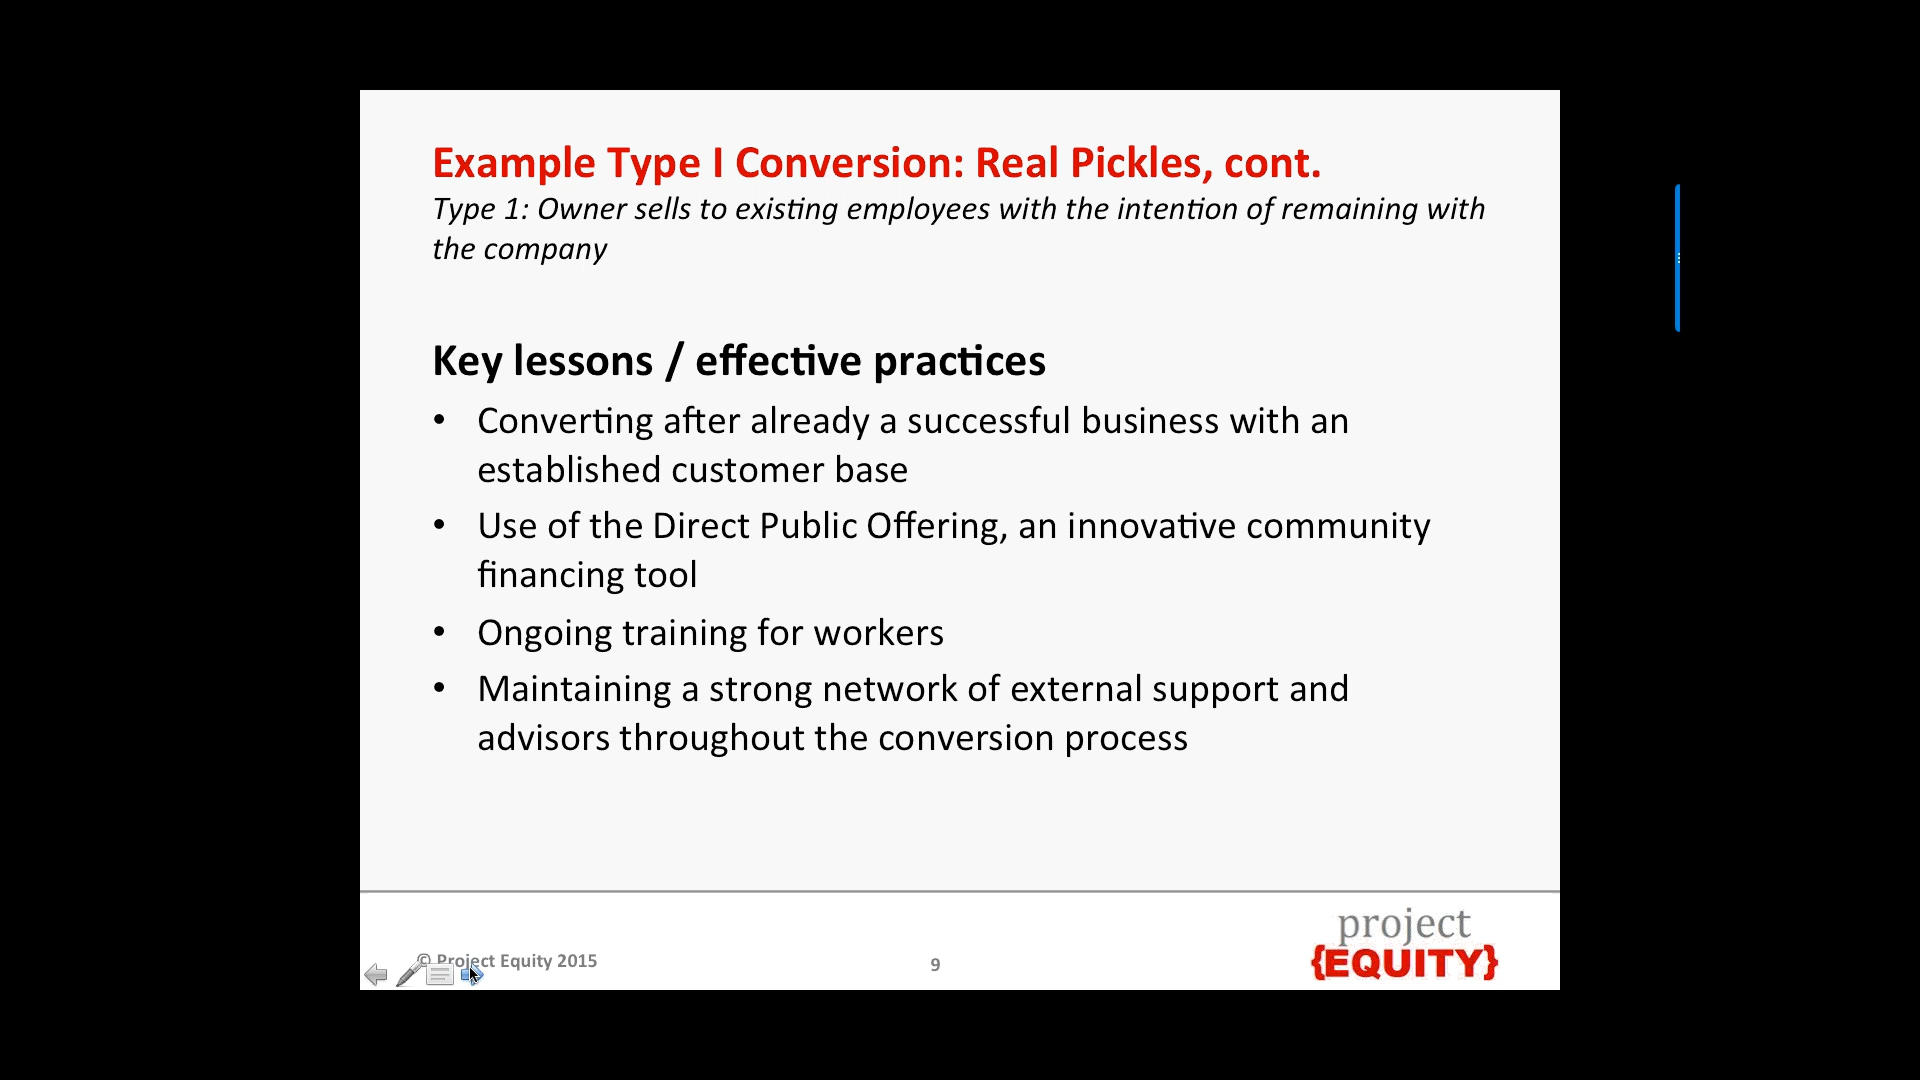 Example Type I Conversion: Real Pickles, cont.
Type 1: Owner sells to existing employees with the intention of remaining with
the company
Key lessons / effective practices
• Converting after already a successful business with an
established customer base
• Use of the Direct Public Offering, an innovative community
financing tool
• Ongoing training for workers
• Maintaining a strong network of external support and
advisors throughout the conversion process
© Project Equity 2015
9
project
{EQUITY}